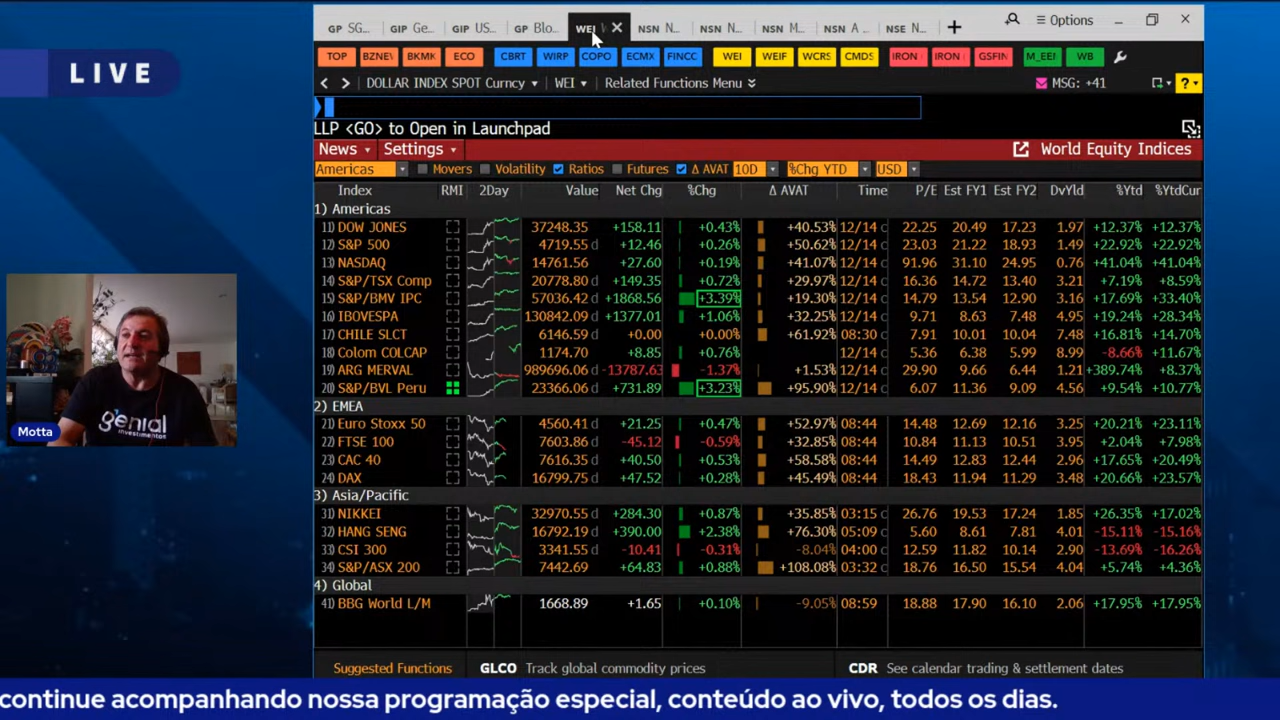 LIVE
GP SG...
GIP Ge...
GIP US...
GP Blo...
WEI
NSN N...
NSN N...
NSN M...
NSN A ...
NSE N...
Options
TOP BZNEV BKMK ECO CBRT WIRP COPO ECMX FINCC WEI WEIF WCRS CMDS IRON IRON GSFIN M_EEI WB
DOLLAR INDEX SPOT Curncy WEI Related Functions Menu MSG: +41 ?
LLP <GO> to Open in Launchpad
News Settings World Equity Indices
Americas Movers Volatility Ratios Futures Δ AVAT 10D %Chg YTD USD
Index RMI 2Day Value Net Chg %Chg Δ AVAT Time P/E Est FY1 Est FY2 DvYld %Ytd %YtdCur
1) Americas
11) DOW JONES 37248.35 +158.11 +0.43% +40.53% 12/14 c 22.25 20.49 17.23 1.97 +12.37% +12.37%
12) S&P 500 4719.55 d +12.46 +0.26% +50.62% 12/14 c 23.03 21.22 18.93 1.49 +22.92% +22.92%
13) NASDAQ 14761.56 +27.60 +0.19% +41.07% 12/14 c 91.96 31.10 24.95 0.76 +41.04% +41.04%
14) S&P/TSX Comp 20778.80 d +149.35 +0.72% +29.97% 12/14 c 16.36 14.72 13.40 3.21 +7.19% +8.59%
15) S&P/BMV IPC 57036.42 d +1868.56 +3.39% +19.30% 12/14 c 14.79 13.54 12.90 3.16 +17.69% +33.40%
16) IBOVESPA 130842.09 d +1377.01 +1.06% +32.25% 12/14 c 9.71 8.63 7.48 4.95 +19.24% +28.34%
17) CHILE SLCT 6146.59 d +0.00 +0.00% +61.92% 08:30 c 7.91 10.01 10.04 7.48 +16.81% +14.70%
18) Colom COLCAP 1174.70 +8.85 +0.76% 12/14 c 5.36 6.38 5.99 8.99 -8.66% +11.67%
19) ARG MERVAL 989696.06 d -13787.63 -1.37% +1.53% 12/14 c 29.90 9.66 6.44 1.21 +389.74% +8.37%
20) S&P/BVL Peru 23366.06 d +731.89 +3.23% +95.90% 12/14 c 6.07 11.36 9.09 4.56 +9.54% +10.77%
2) EMEA
21) Euro Stoxx 50 4560.41 d +21.25 +0.47% +52.97% 08:44 14.48 12.69 12.16 3.25 +20.21% +23.11%
22) FTSE 100 7603.86 d -45.12 -0.59% +32.85% 08:44 10.84 11.13 10.51 3.95 +2.04% +7.98%
23) CAC 40 7616.35 d +40.50 +0.53% +58.58% 08:44 14.49 12.83 12.44 2.96 +17.65% +20.49%
24) DAX 16799.75 d +47.52 +0.28% +45.49% 08:44 18.43 11.94 11.29 3.48 +20.66% +23.57%
3) Asia/Pacific
31) NIKKEI 32970.55 d +284.30 +0.87% +35.85% 03:15 c 26.76 19.53 17.24 1.85 +26.35% +17.02%
32) HANG SENG 16792.19 d +390.00 +2.38% +76.30% 05:09 c 5.60 8.61 7.81 4.01 -15.11% -15.16%
33) CSI 300 3341.55 d -10.41 -0.31% -8.04% 04:00 c 12.59 11.82 10.14 2.90 -13.69% -16.26%
34) S&P/ASX 200 7442.69 +64.83 +0.88% +108.08% 03:32 c 18.76 16.50 15.54 4.04 +5.74% +4.36%
4) Global
41) BBG World L/M 1668.89 +1.65 +0.10% -9.05% 08:59 18.88 17.90 16.10 2.06 +17.95% +17.95%
Suggested Functions GLCO Track global commodity prices CDR See calendar trading & settlement dates
genial
investimentos
Motta
continue acompanhando nossa programação especial, conteúdo ao vivo, todos os dias.